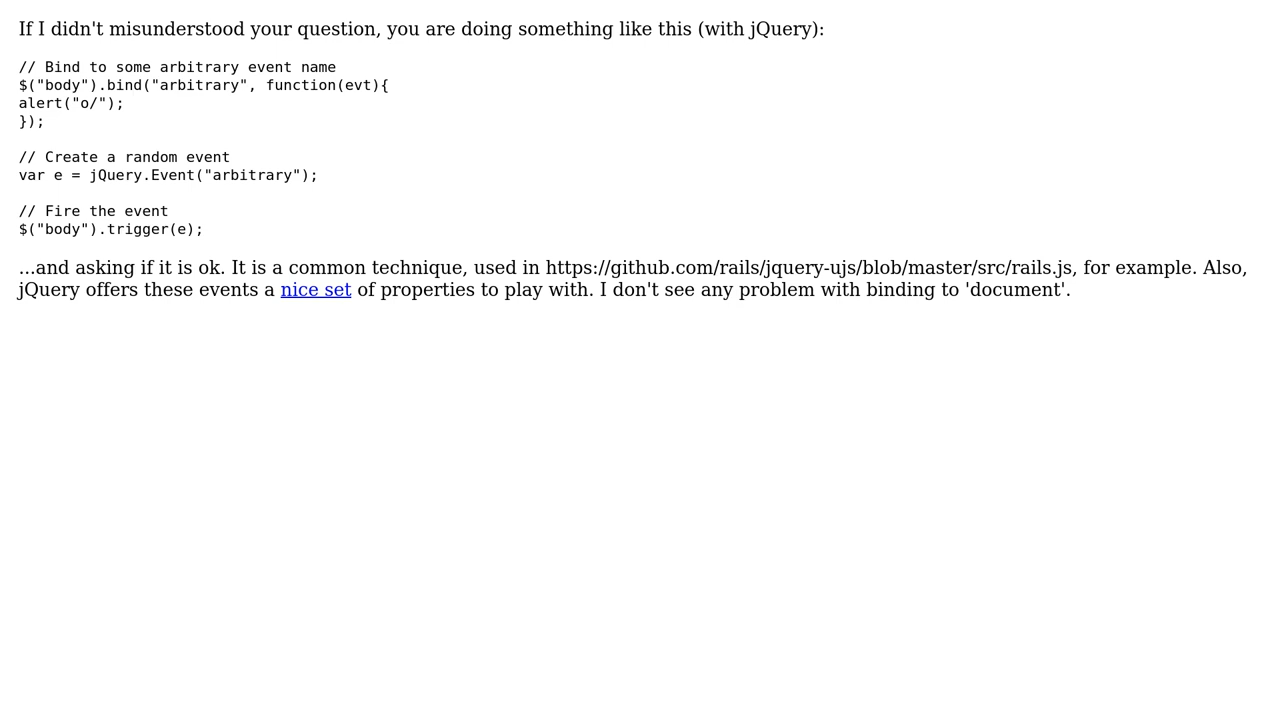 If I didn't misunderstood your question, you are doing something like this (with jQuery):
// Bind to some arbitrary event name
$("body").bind("arbitrary", function(evt){
alert("o/");
});
// Create a random event
var e = jQuery.Event("arbitrary");
// Fire the event
$("body").trigger(e);
...and asking if it is ok. It is a common technique, used in https://github.com/rails/jquery-ujs/blob/master/src/rails.js, for example. Also,
jQuery offers these events a nice set of properties to play with. I don't see any problem with binding to 'document'.